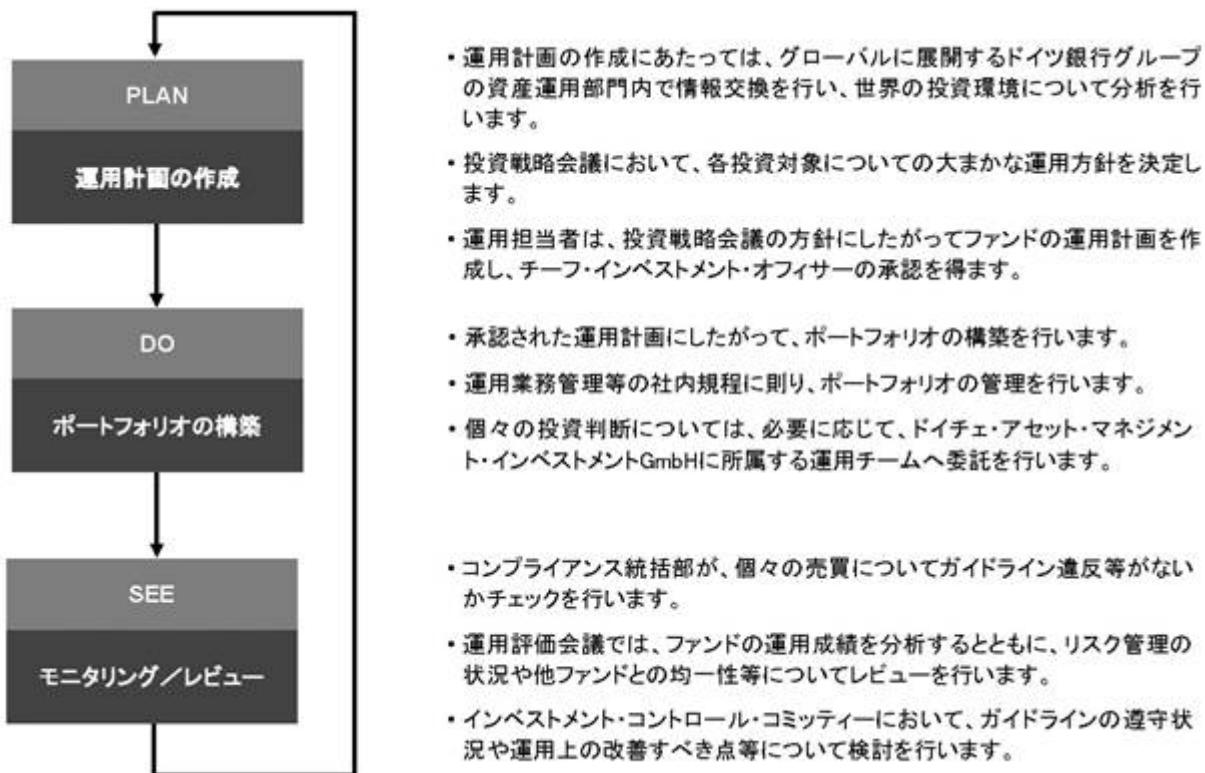 PLAN
運用計画の作成
・運用計画の作成にあたっては、グローバルに展開するドイツ銀行グループ
の資産運用部門内で情報交換を行い、世界の投資環境について分析を行
います。
・投資戦略会議において、各投資対象についての大まかな運用方針を決定し
ます。
・運用担当者は、投資戦略会議の方針にしたがってファンドの運用計画を作
成し、チーフ・インベストメント・オフィサーの承認を得ます。
DO
ポートフォリオの構築
・承認された運用計画にしたがって、ポートフォリオの構築を行います。
・運用業務管理等の社内規程に則り、ポートフォリオの管理を行います。
・個々の投資判断については、必要に応じて、ドイチェ・アセット・マネジメン
ト・インベストメントGmbHに所属する運用チームへ委託を行います。
SEE
モニタリング／レビュー
・コンプライアンス統括部が、個々の売買についてガイドライン違反等がない
かチェックを行います。
・運用評価会議では、ファンドの運用成績を分析するとともに、リスク管理の
状況や他ファンドとの均一性等についてレビューを行います。
・インベストメント・コントロール・コミッティーにおいて、ガイドラインの遵守状
況や運用上の改善すべき点等について検討を行います。